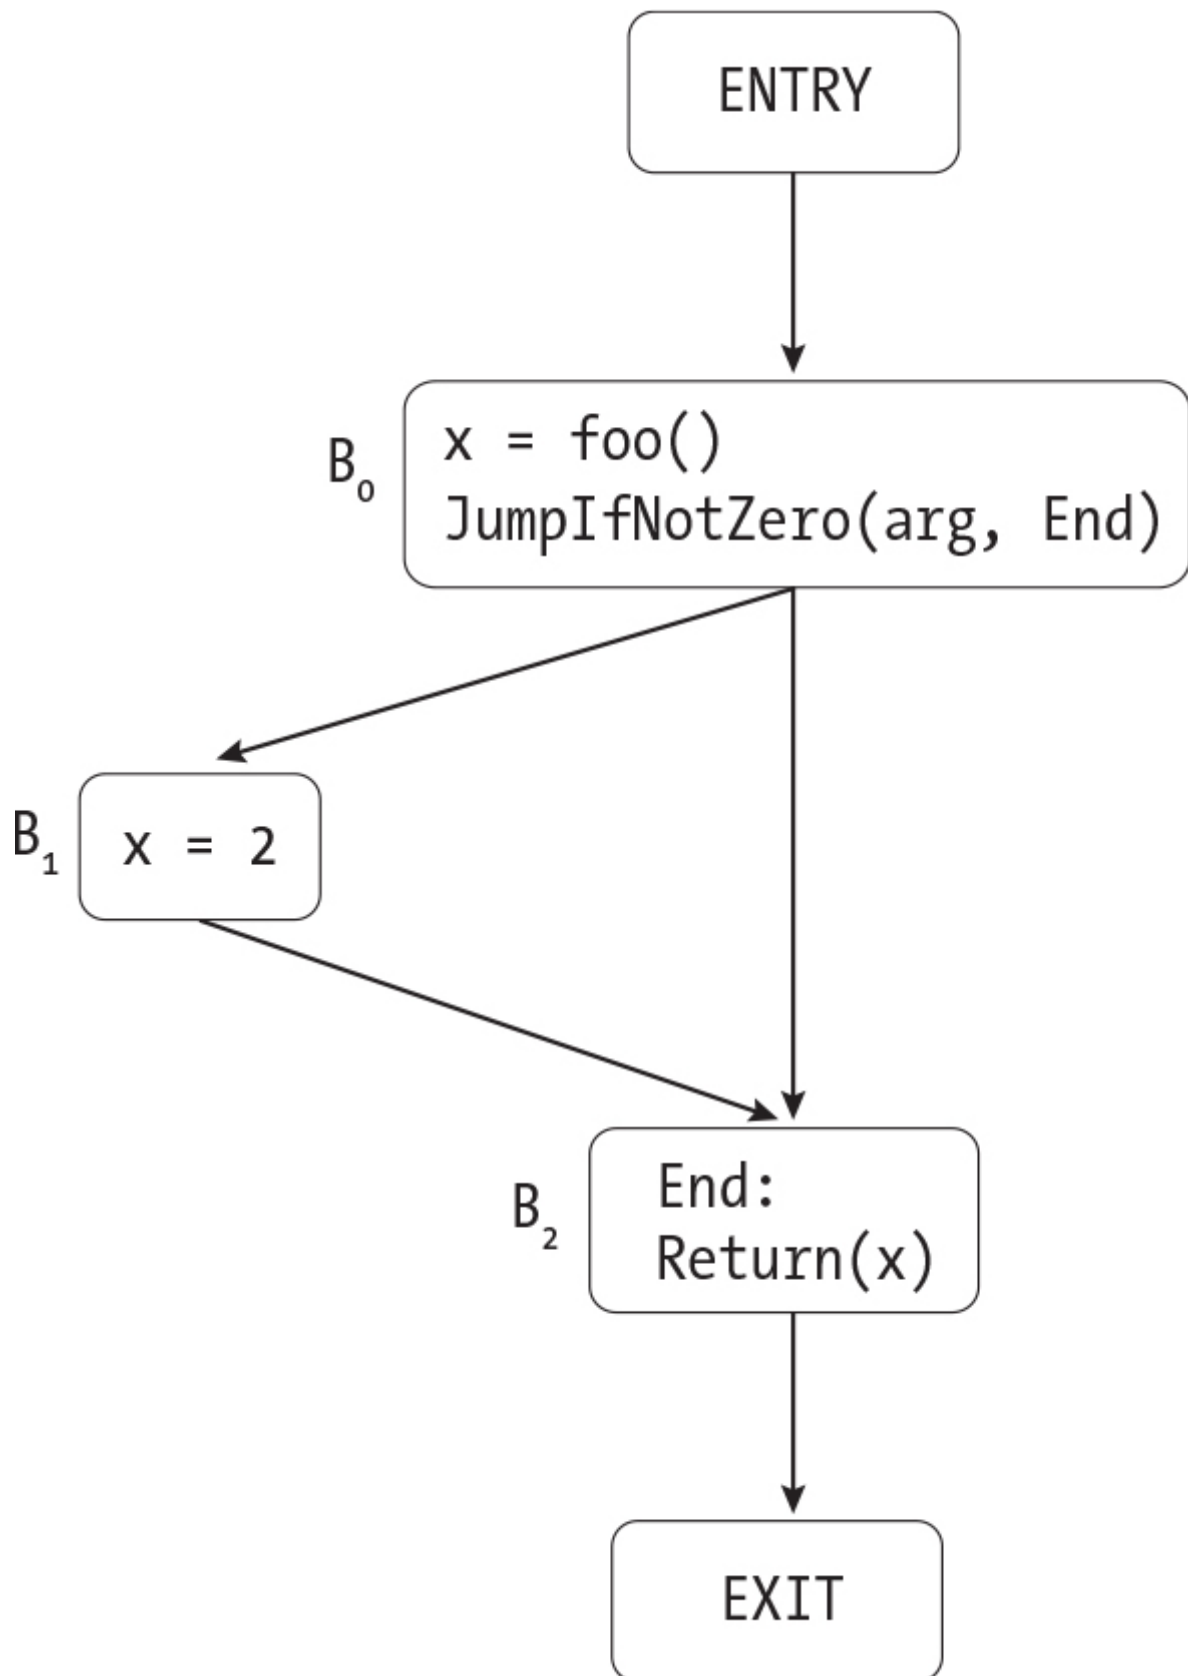 ENTRY
B₀
x = foo()
JumpIfNotZero(arg, End)
B₁
x = 2
B₂
End:
Return(x)
EXIT